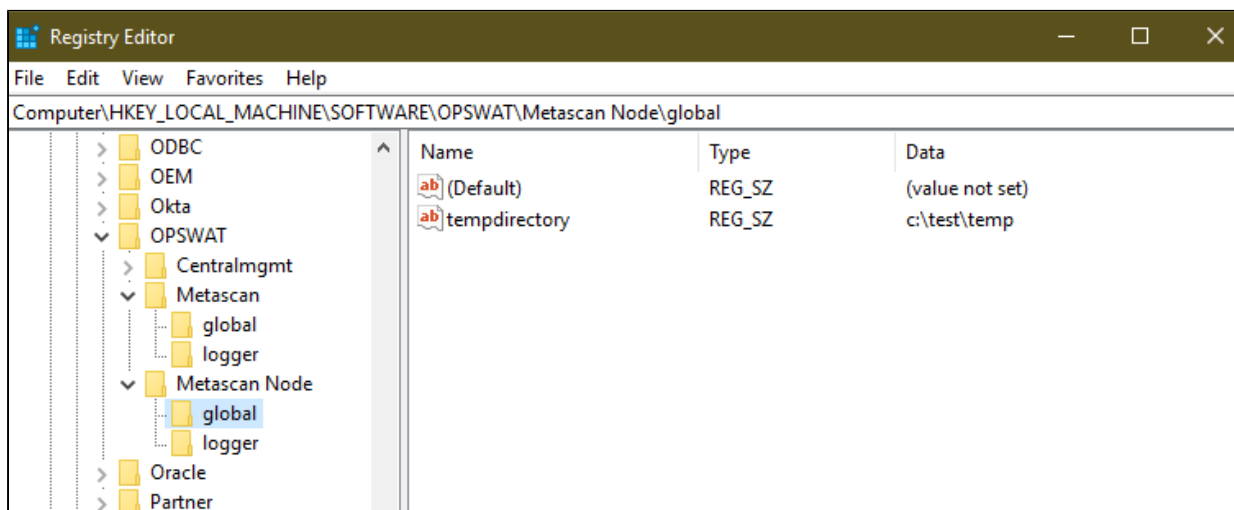 Registry Editor
File Edit View Favorites Help
Computer\HKEY_LOCAL_MACHINE\SOFTWARE\OPSWAT\Metascan Node\global
ODBC
OEM
Okta
OPSWAT
Centralmgmt
Metascan
global
logger
Metascan Node
global
logger
Oracle
Partner
Name Type Data
ab (Default) REG_SZ (value not set)
ab tempdirectory REG_SZ c:\test\temp